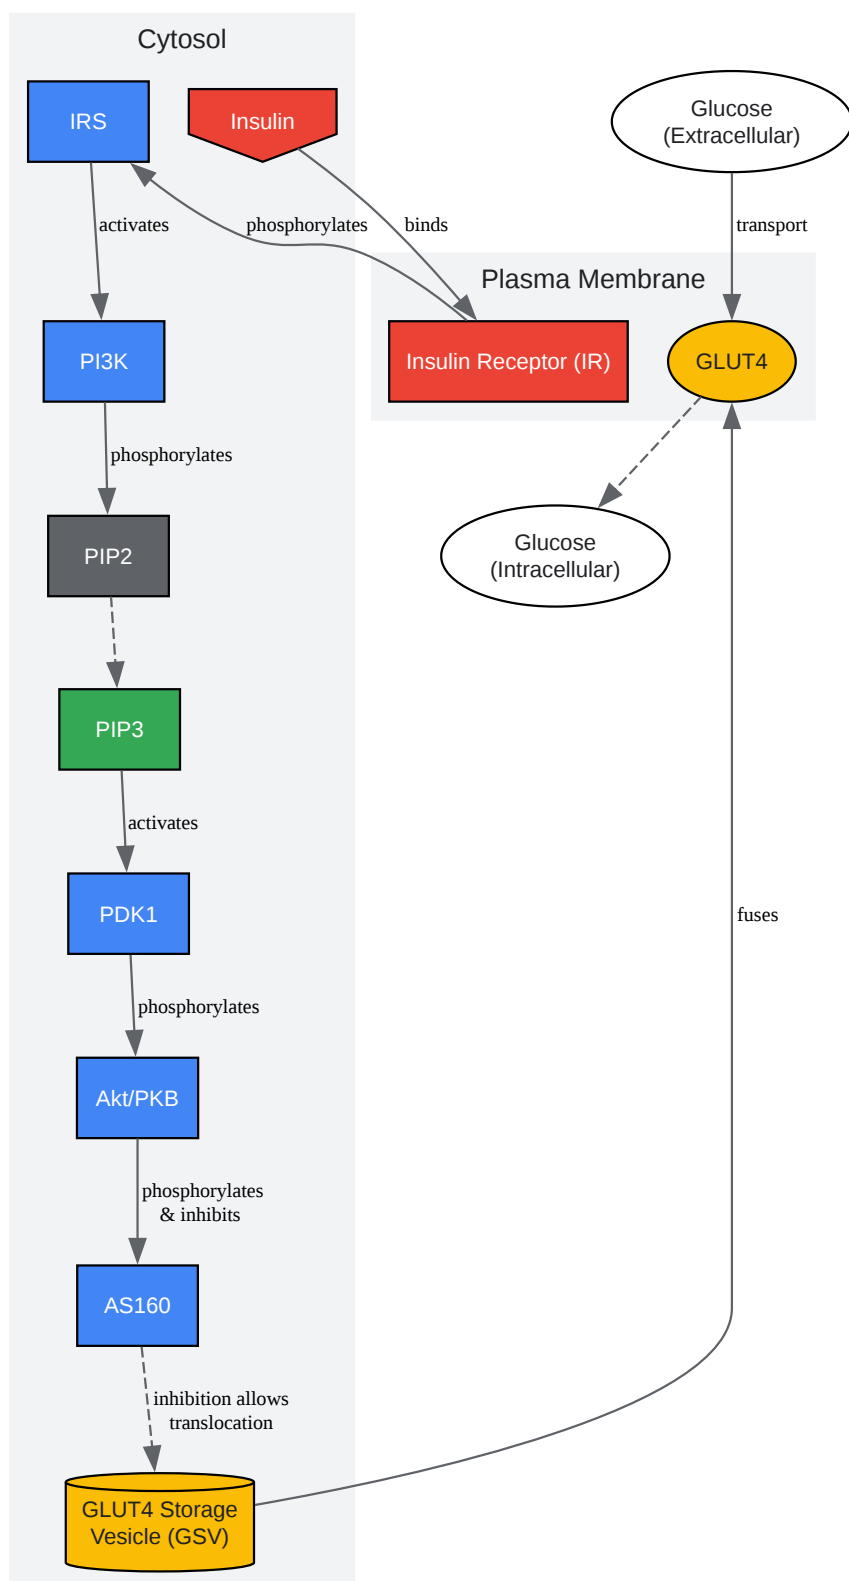 Cytosol
IRS
Insulin
Glucose
(Extracellular)
activates
phosphorylates
binds
transport
Plasma Membrane
PI3K
Insulin Receptor (IR)
GLUT4
phosphorylates
PIP2
Glucose
(Intracellular)
PIP3
activates
PDK1
fuses
phosphorylates
Akt/PKB
phosphorylates
& inhibits
AS160
inhibition allows
translocation
GLUT4 Storage
Vesicle (GSV)